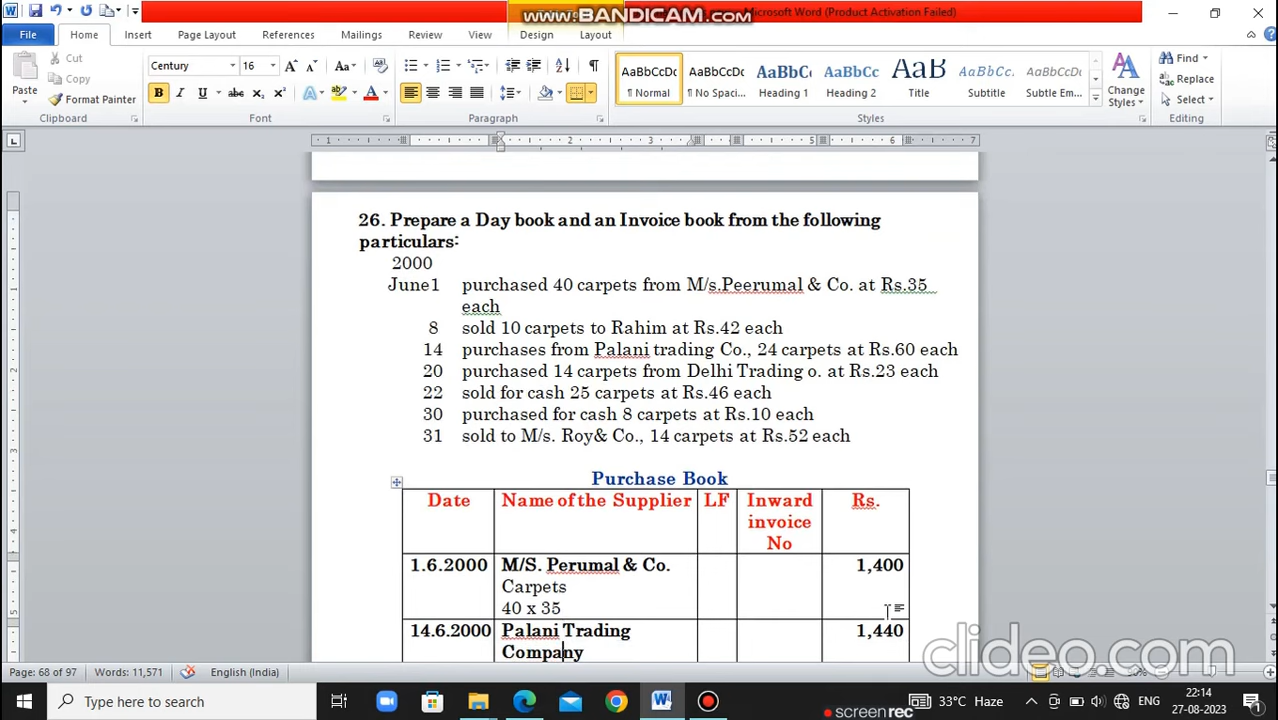 www.BANDICAM.com
Microsoft Word (Product Activation Failed)
File Home Insert Page Layout References Mailings Review View Design Layout
Paste
Cut
Copy
Format Painter
Clipboard
Century 16
Font
Paragraph
AaBbCcDc AaBbCcDc AaBbC AaBbCc AaB AaBbCc. AaBbCcDc
¶ Normal ¶ No Spaci... Heading 1 Heading 2 Title Subtitle Subtle Em...
Styles
Change Styles
Find
Replace
Select
Editing
26. Prepare a Day book and an Invoice book from the following
particulars:
2000
June1 purchased 40 carpets from M/s.Peerumal & Co. at Rs.35
each
8 sold 10 carpets to Rahim at Rs.42 each
14 purchases from Palani trading Co., 24 carpets at Rs.60 each
20 purchased 14 carpets from Delhi Trading o. at Rs.23 each
22 sold for cash 25 carpets at Rs.46 each
30 purchased for cash 8 carpets at Rs.10 each
31 sold to M/s. Roy& Co., 14 carpets at Rs.52 each
Purchase Book
Date Name of the Supplier LF Inward Rs.
invoice
No
1.6.2000 M/S. Perumal & Co. 1,400
Carpets
40 x 35
14.6.2000 Palani Trading 1,440
Company
clideo.com
Page: 68 of 97 Words: 11,571 English (India)
Type here to search
33°C Haze ENG 22:14
27-08-2023
screenrec